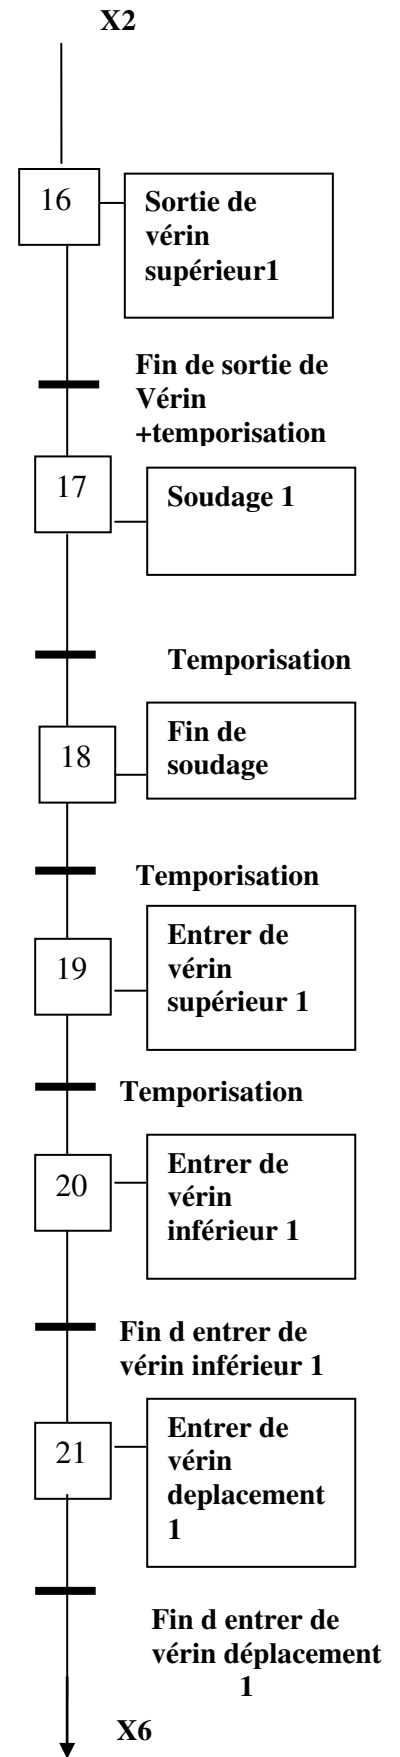 X2
16
Sortie de
vérin
supérieur1
Fin de sortie de
Vérin
+temporisation
17
Soudage 1
Temporisation
18
Fin de
soudage
Temporisation
19
Entrer de
vérin
supérieur 1
Temporisation
20
Entrer de
vérin
inférieur 1
Fin d entrer de
vérin inférieur 1
21
Entrer de
vérin
deplacement
1
Fin d entrer de
vérin déplacement
1
X6